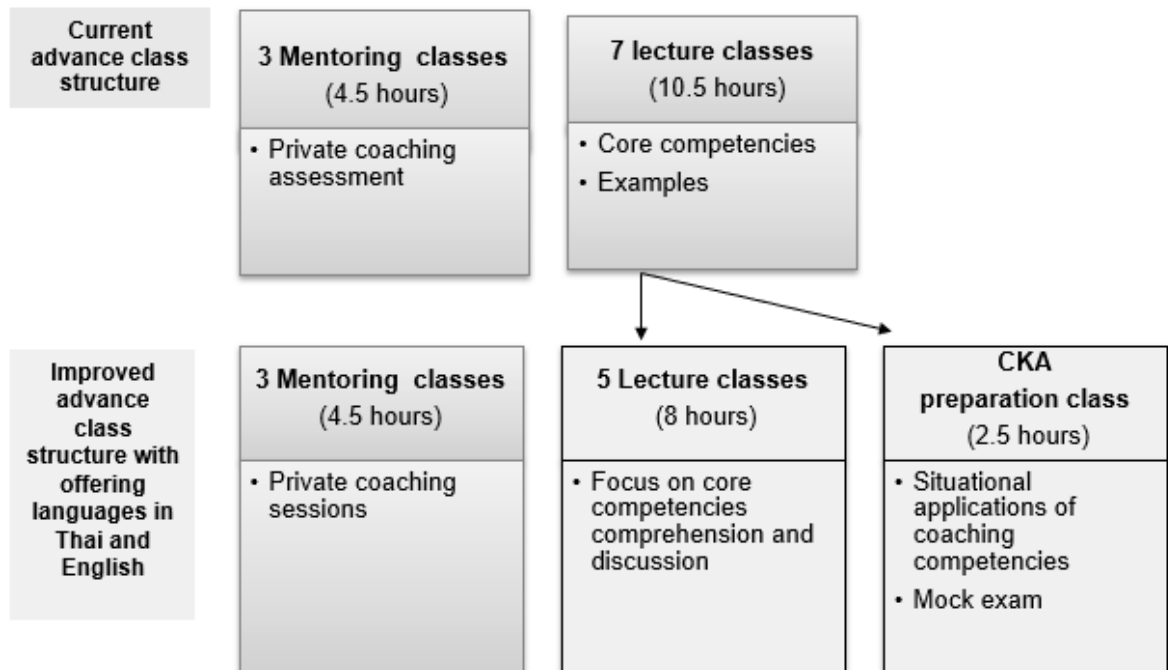 Current
advance class
structure
3 Mentoring classes
(4.5 hours)
• Private coaching
assessment
7 lecture classes
(10.5 hours)
• Core competencies
• Examples
Improved
advance
class
structure with
offering
languages in
Thai and
English
3 Mentoring classes
(4.5 hours)
• Private coaching
sessions
5 Lecture classes
(8 hours)
• Focus on core
competencies
comprehension and
discussion
CKA
preparation class
(2.5 hours)
• Situational
applications of
coaching
competencies
• Mock exam